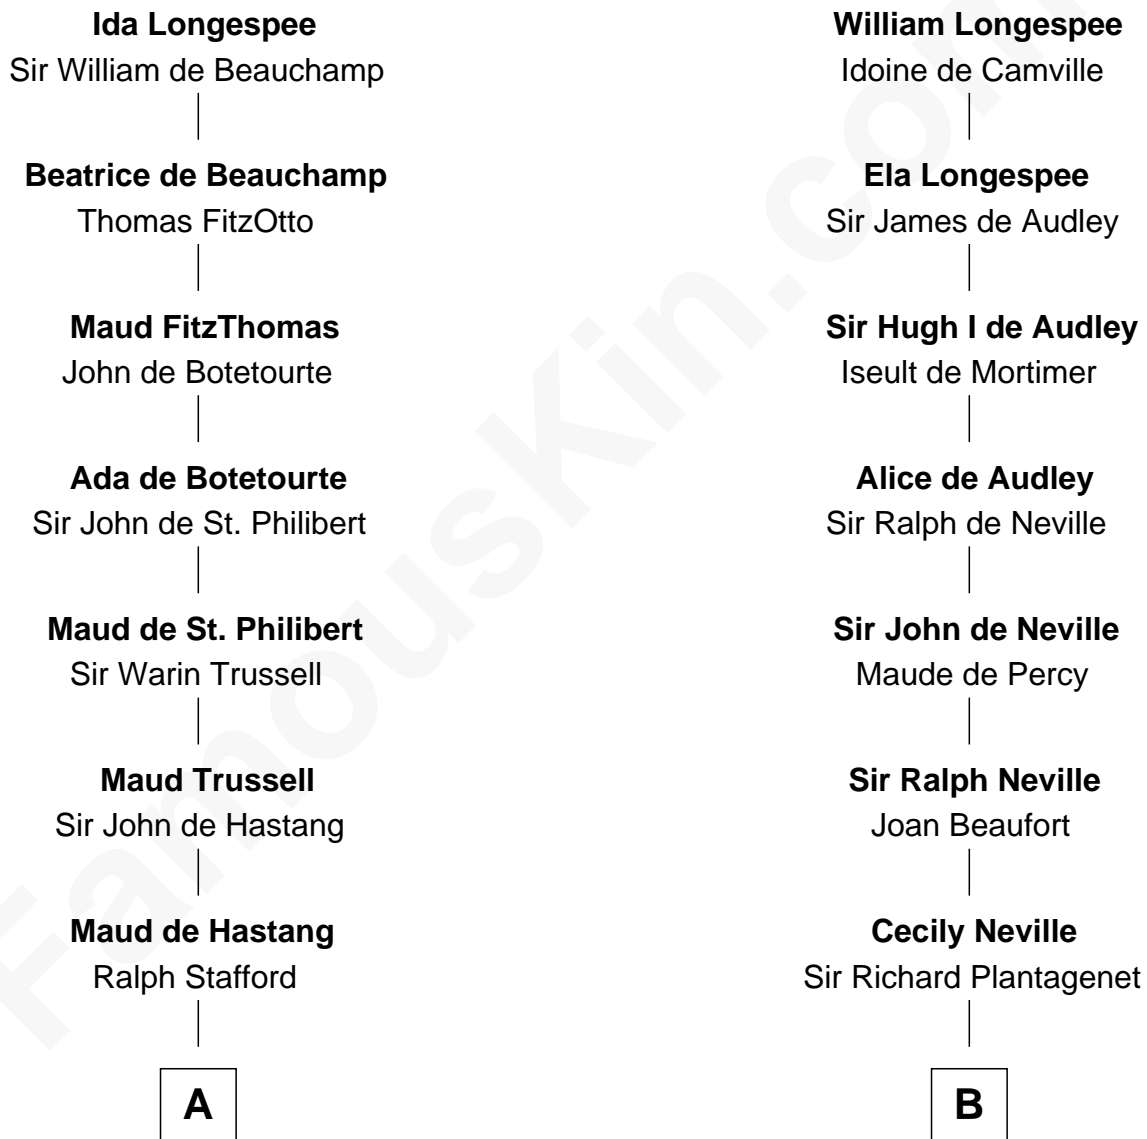 Ida Longespee
Sir William de Beauchamp
Beatrice de Beauchamp
Thomas FitzOtto
Maud FitzThomas
John de Botetourte
Ada de Botetourte
Sir John de St. Philibert
Maud de St. Philibert
Sir Warin Trussell
Maud Trussell
Sir John de Hastang
Maud de Hastang
Ralph Stafford
A
William Longespee
Idoine de Camville
Ela Longespee
Sir James de Audley
Sir Hugh I de Audley
Iseult de Mortimer
Alice de Audley
Sir Ralph de Neville
Sir John de Neville
Maude de Percy
Sir Ralph Neville
Joan Beaufort
Cecily Neville
Sir Richard Plantagenet
B
FamousKin.com